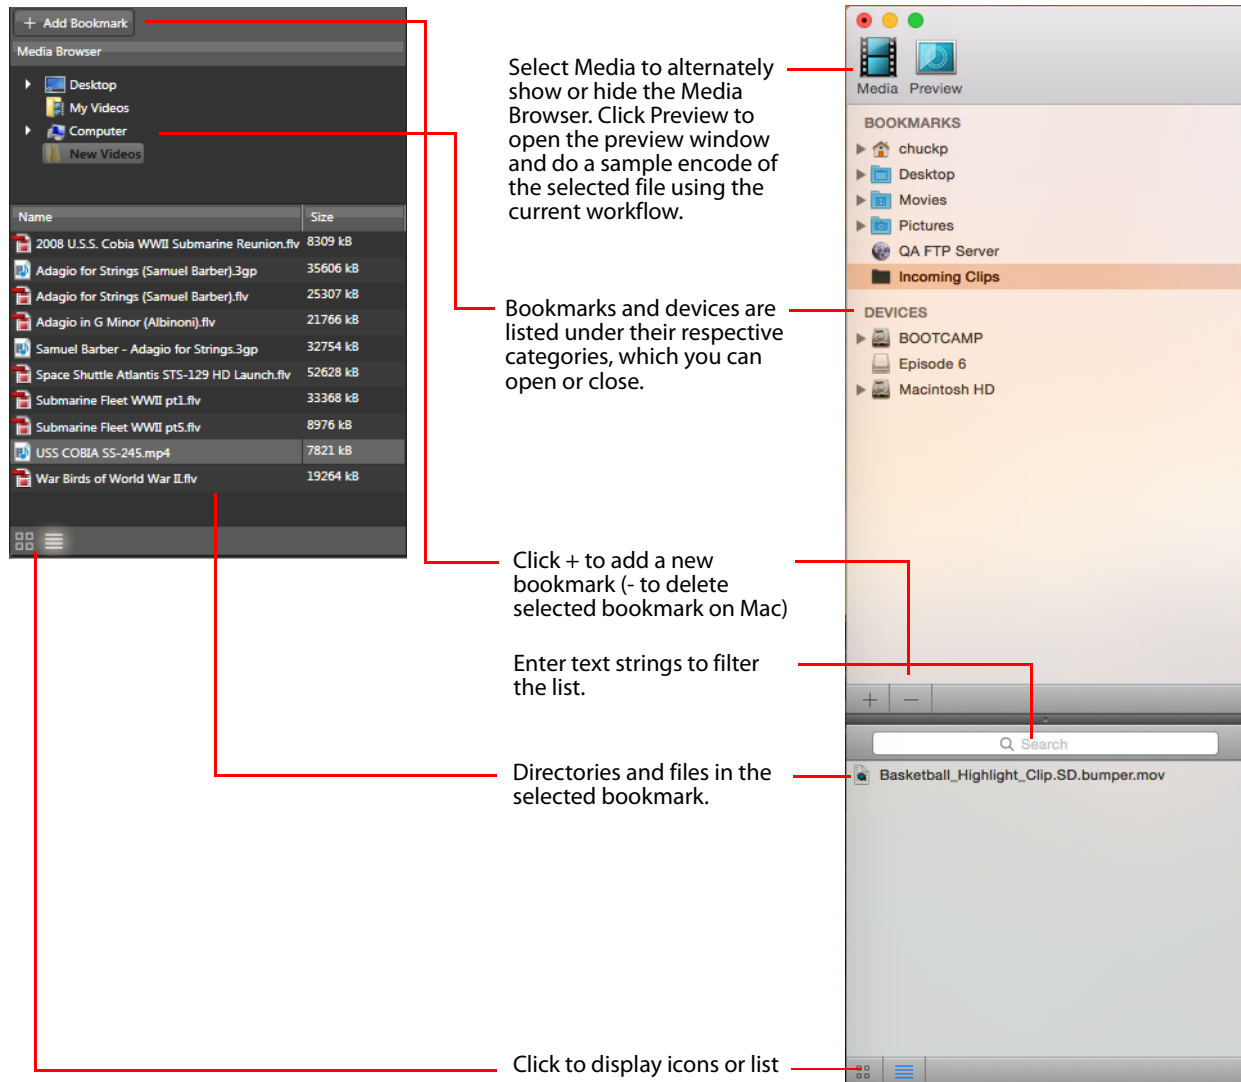 + Add Bookmark
Media Browser
Desktop
My Videos
Computer
New Videos
Name Size
2008 U.S.S. Cobia WWII Submarine Reunion.flv 8309 kB
Adagio for Strings (Samuel Barber).3gp 35606 kB
Adagio for Strings (Samuel Barber).flv 25307 kB
Adagio in G Minor (Albinoni).flv 21766 kB
Samuel Barber - Adagio for Strings.3gp 32754 kB
Space Shuttle Atlantis STS-129 HD Launch.flv 52628 kB
Submarine Fleet WWII pt1.flv 33368 kB
Submarine Fleet WWII pt5.flv 8976 kB
USS COBIA SS-245.mp4 7821 kB
War Birds of World War II.flv 19264 kB
Select Media to alternately
show or hide the Media
Browser. Click Preview to
open the preview window
and do a sample encode of
the selected file using the
current workflow.
Bookmarks and devices are
listed under their respective
categories, which you can
open or close.
Click + to add a new
bookmark (- to delete
selected bookmark on Mac)
Enter text strings to filter
the list.
Directories and files in the
selected bookmark.
Click to display icons or list
Media Preview
BOOKMARKS
chuckp
Desktop
Movies
Pictures
QA FTP Server
Incoming Clips
DEVICES
BOOTCAMP
Episode 6
Macintosh HD
+ −
Search
Basketball_Highlight_Clip.SD.bumper.mov